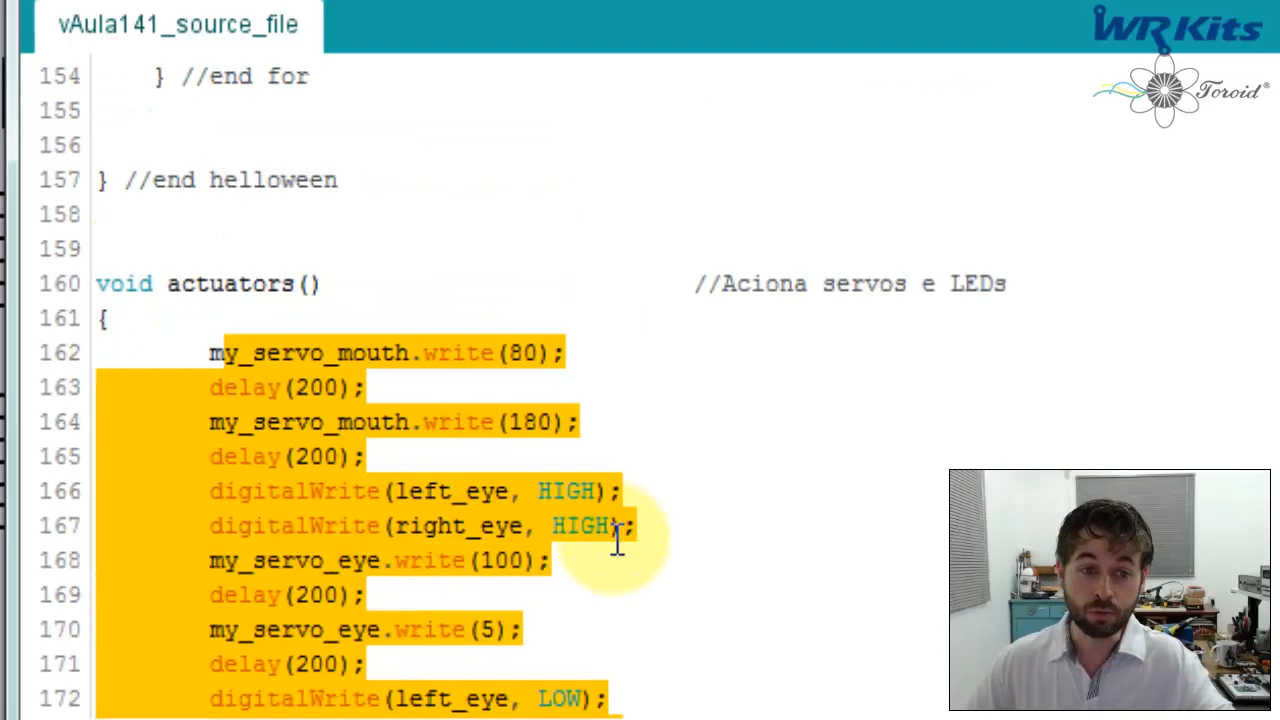 vAula141_source_file
WR Kits
Toroid®
154 } //end for
155
156
157 } //end helloween
158
159
160 void actuators() //Aciona servos e LEDs
161 {
162 my_servo_mouth.write(80);
163 delay(200);
164 my_servo_mouth.write(180);
165 delay(200);
166 digitalWrite(left_eye, HIGH);
167 digitalWrite(right_eye, HIGH);
168 my_servo_eye.write(100);
169 delay(200);
170 my_servo_eye.write(5);
171 delay(200);
172 digitalWrite(left_eye, LOW);